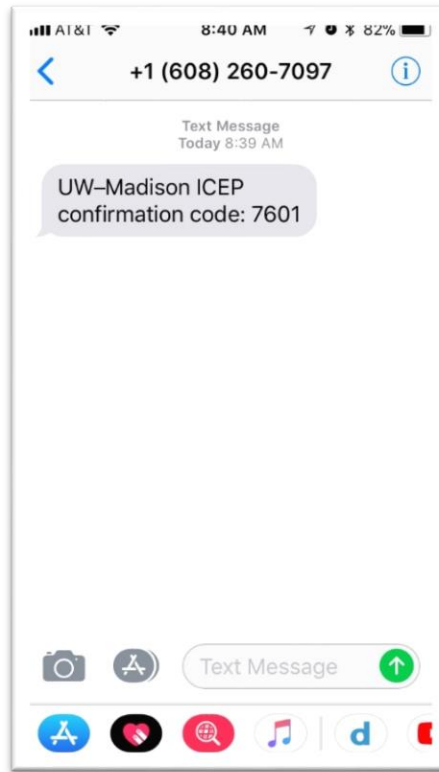 AT&T 8:40 AM 82%
+1 (608) 260-7097
Text Message
Today 8:39 AM
UW–Madison ICEP
confirmation code: 7601
Text Message
d